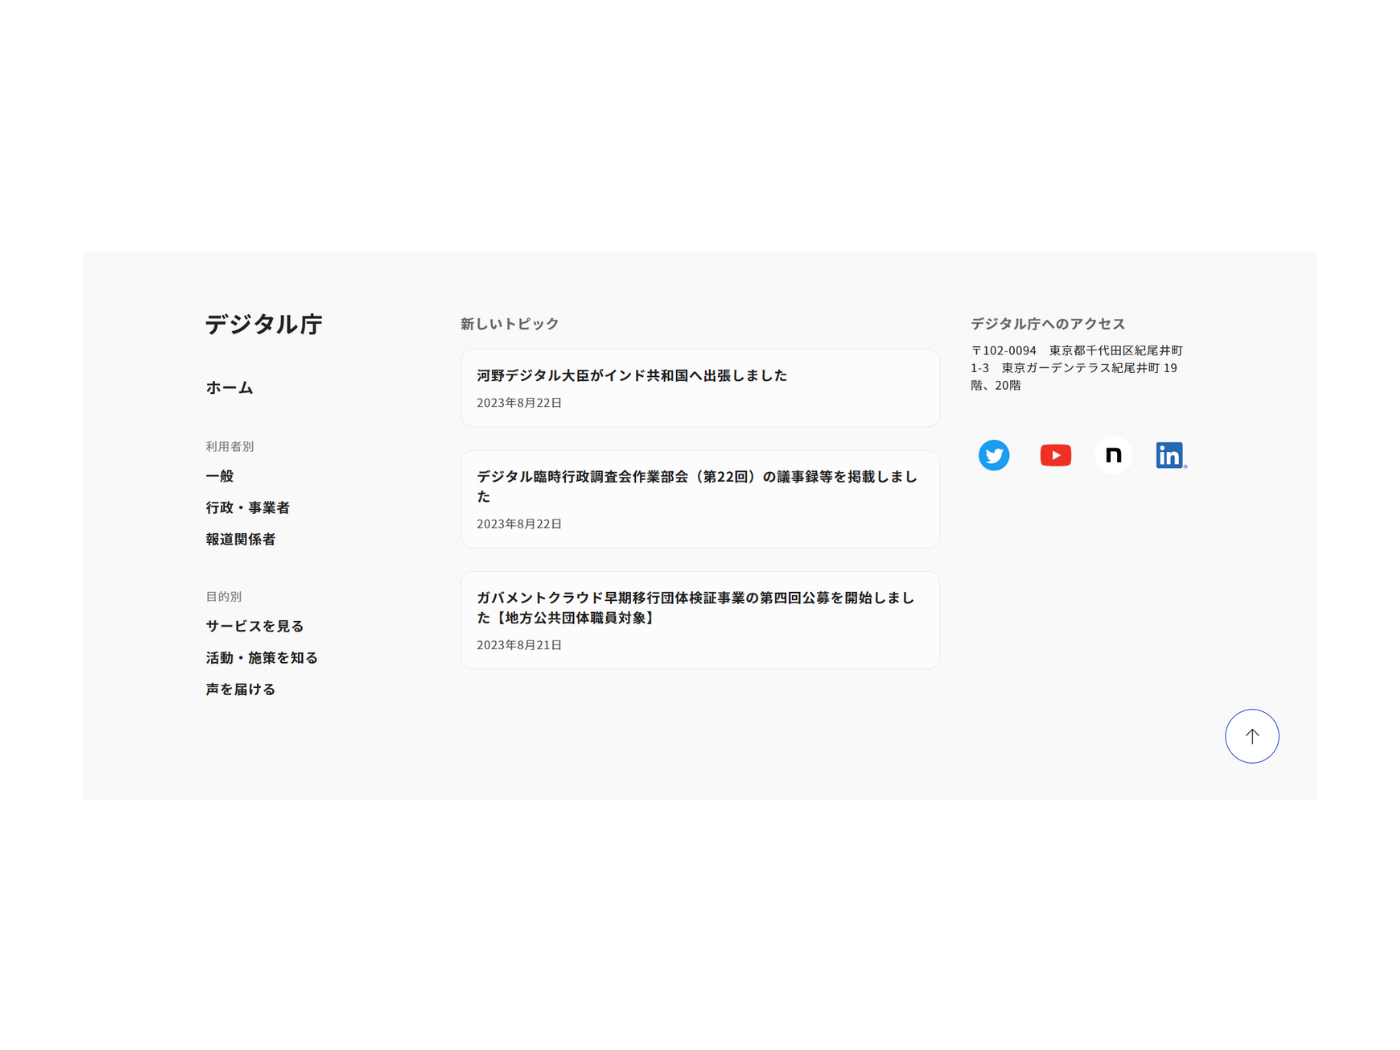 デジタル庁
ホーム
利用者別
一般
行政・事業者
報道関係者
目的別
サービスを見る
活動・施策を知る
声を届ける
新しいトピック
河野デジタル大臣がインド共和国へ出張しました
2023年8月22日
デジタル臨時行政調査会作業部会（第22回）の議事録等を掲載しまし
た
2023年8月22日
ガバメントクラウド早期移行団体検証事業の第四回公募を開始しまし
た【地方公共団体職員対象】
2023年8月21日
デジタル庁へのアクセス
〒102-0094　東京都千代田区紀尾井町
1-3　東京ガーデンテラス紀尾井町 19
階、20階
in